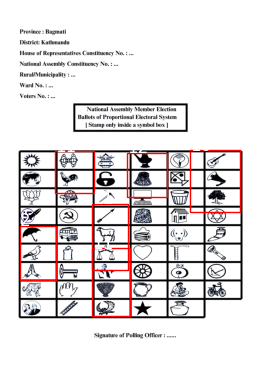 Province : Bagmati
District: Kathmandu
House of Representatives Constituency No. : ...
National Assembly Constituency No. : ...
Rural/Municipality : ...
Ward No. : ...
Voters No. : ...
National Assembly Member Election
Ballots of Proportional Electoral System
[ Stamp only inside a symbol box ]
Signature of Polling Officer : ......